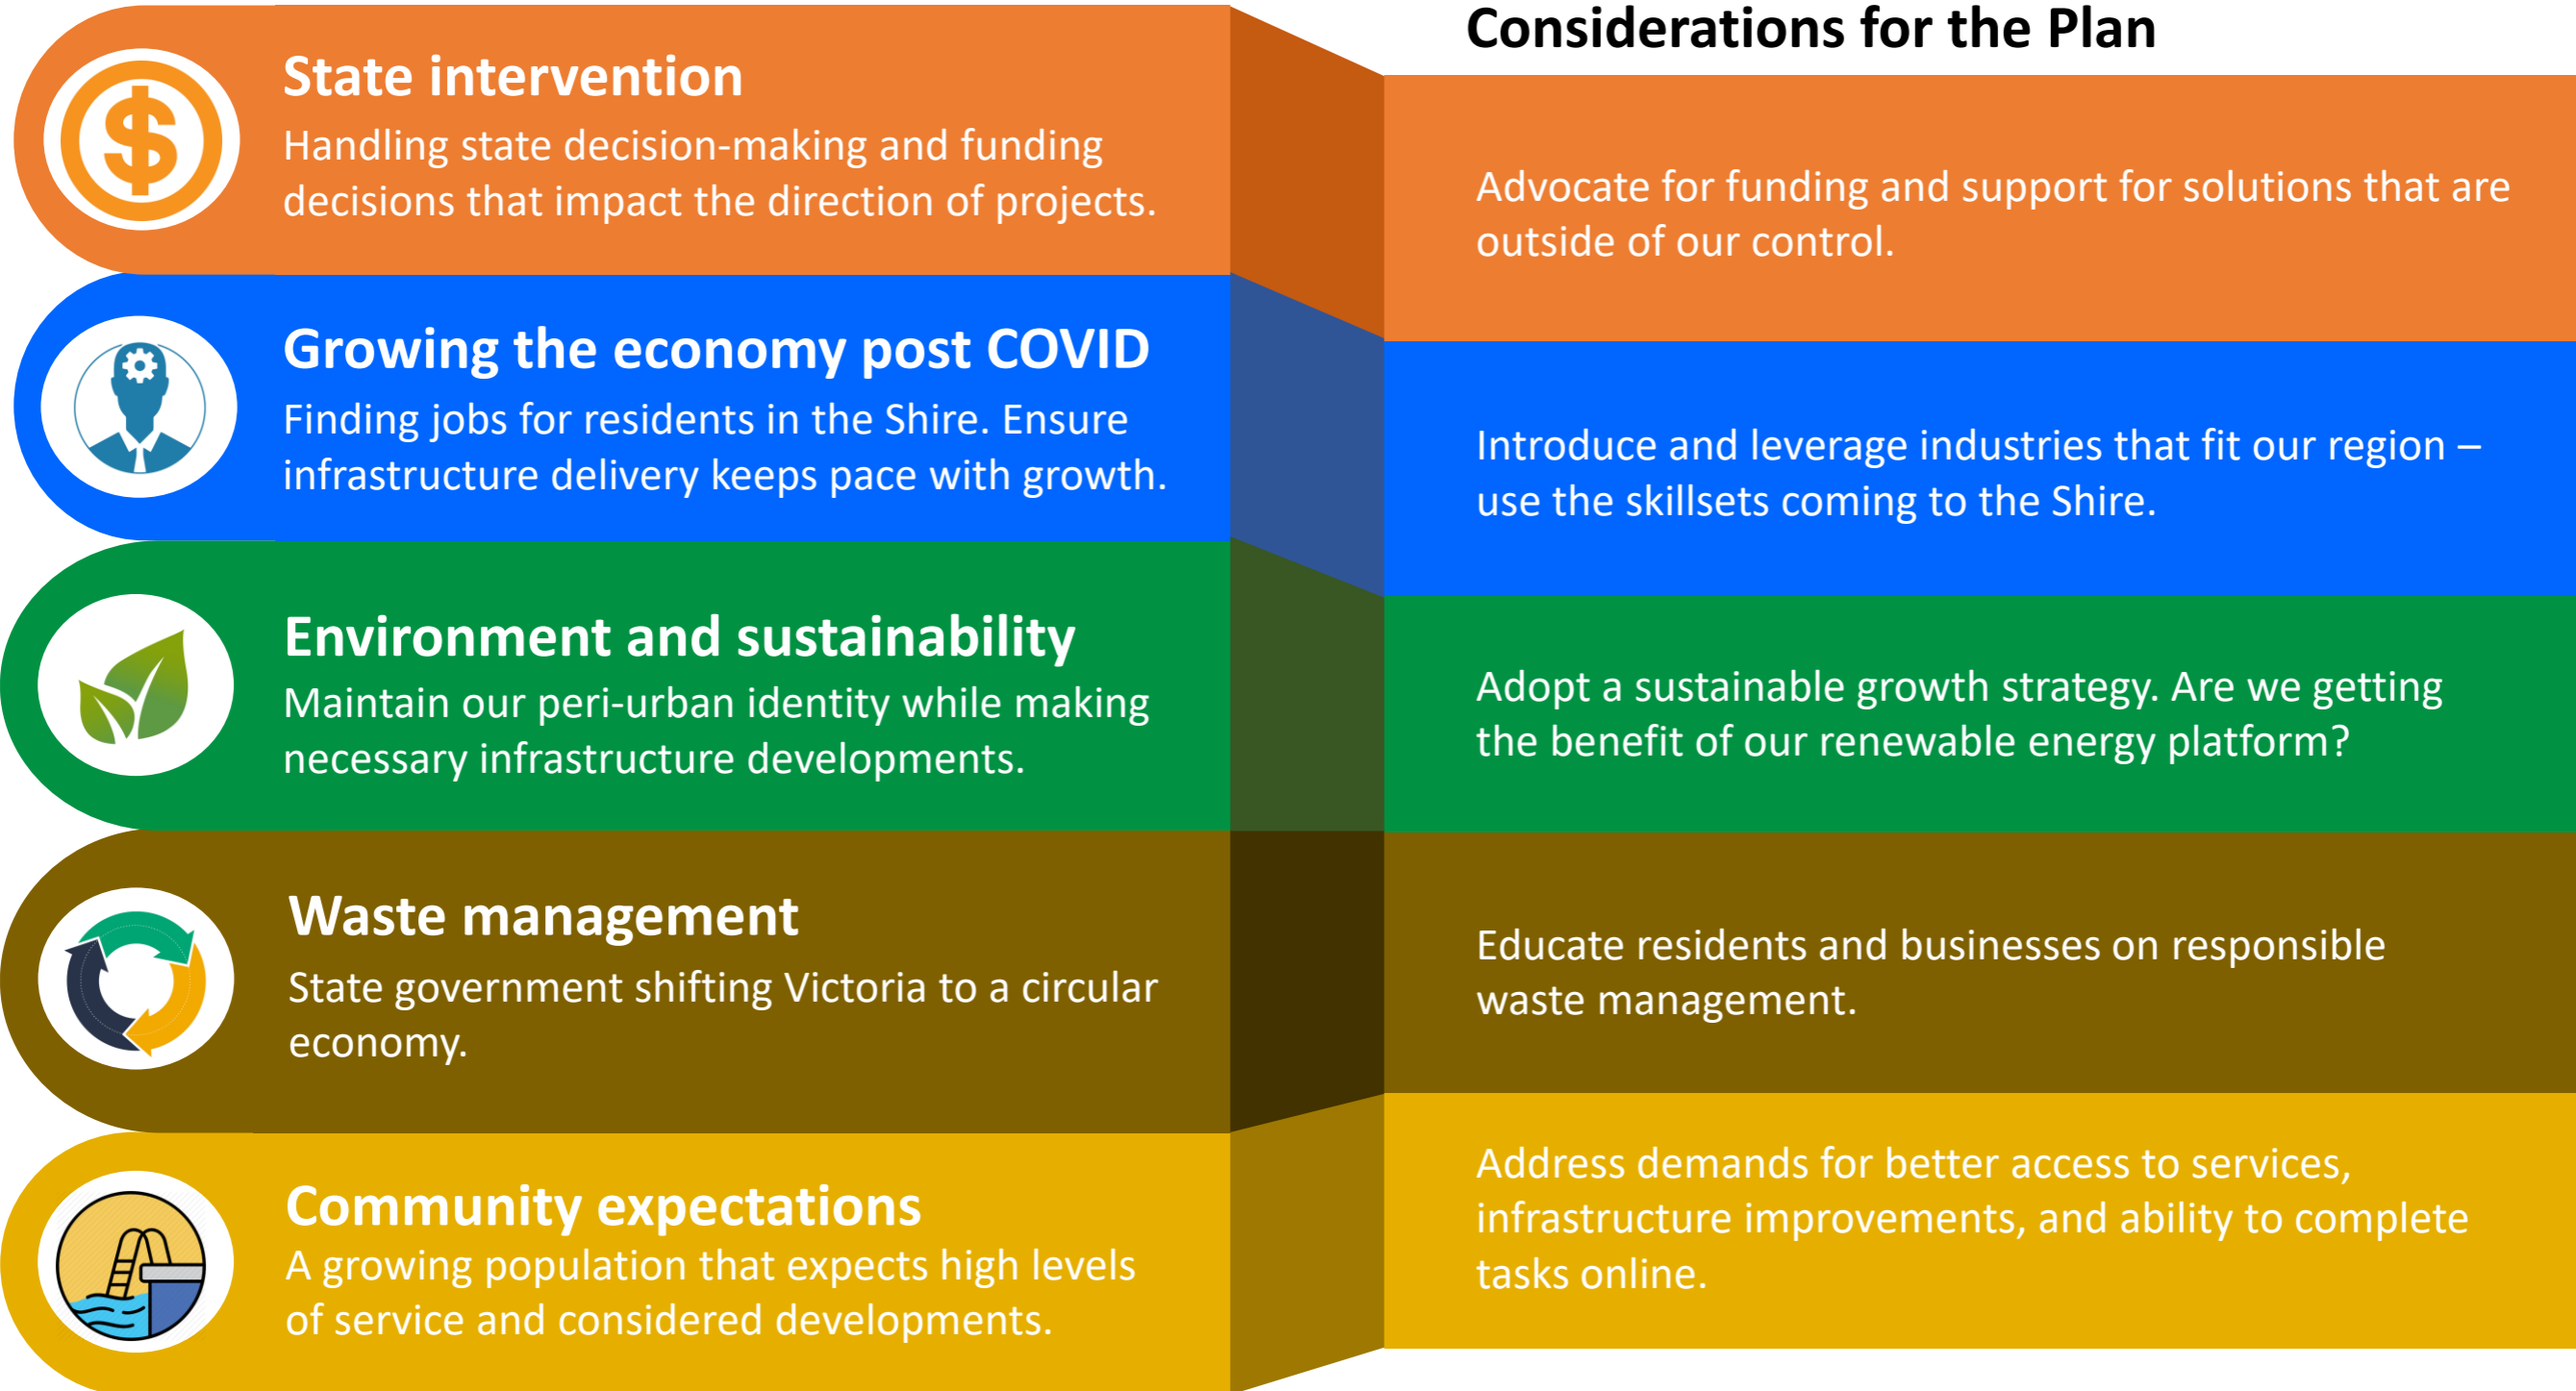 Considerations for the Plan
State intervention
Handling state decision-making and funding
decisions that impact the direction of projects.
Advocate for funding and support for solutions that are
outside of our control.
Growing the economy post COVID
Finding jobs for residents in the Shire. Ensure
infrastructure delivery keeps pace with growth.
Introduce and leverage industries that fit our region –
use the skillsets coming to the Shire.
Environment and sustainability
Maintain our peri-urban identity while making
necessary infrastructure developments.
Adopt a sustainable growth strategy. Are we getting
the benefit of our renewable energy platform?
Waste management
State government shifting Victoria to a circular
economy.
Educate residents and businesses on responsible
waste management.
Community expectations
A growing population that expects high levels
of service and considered developments.
Address demands for better access to services,
infrastructure improvements, and ability to complete
tasks online.